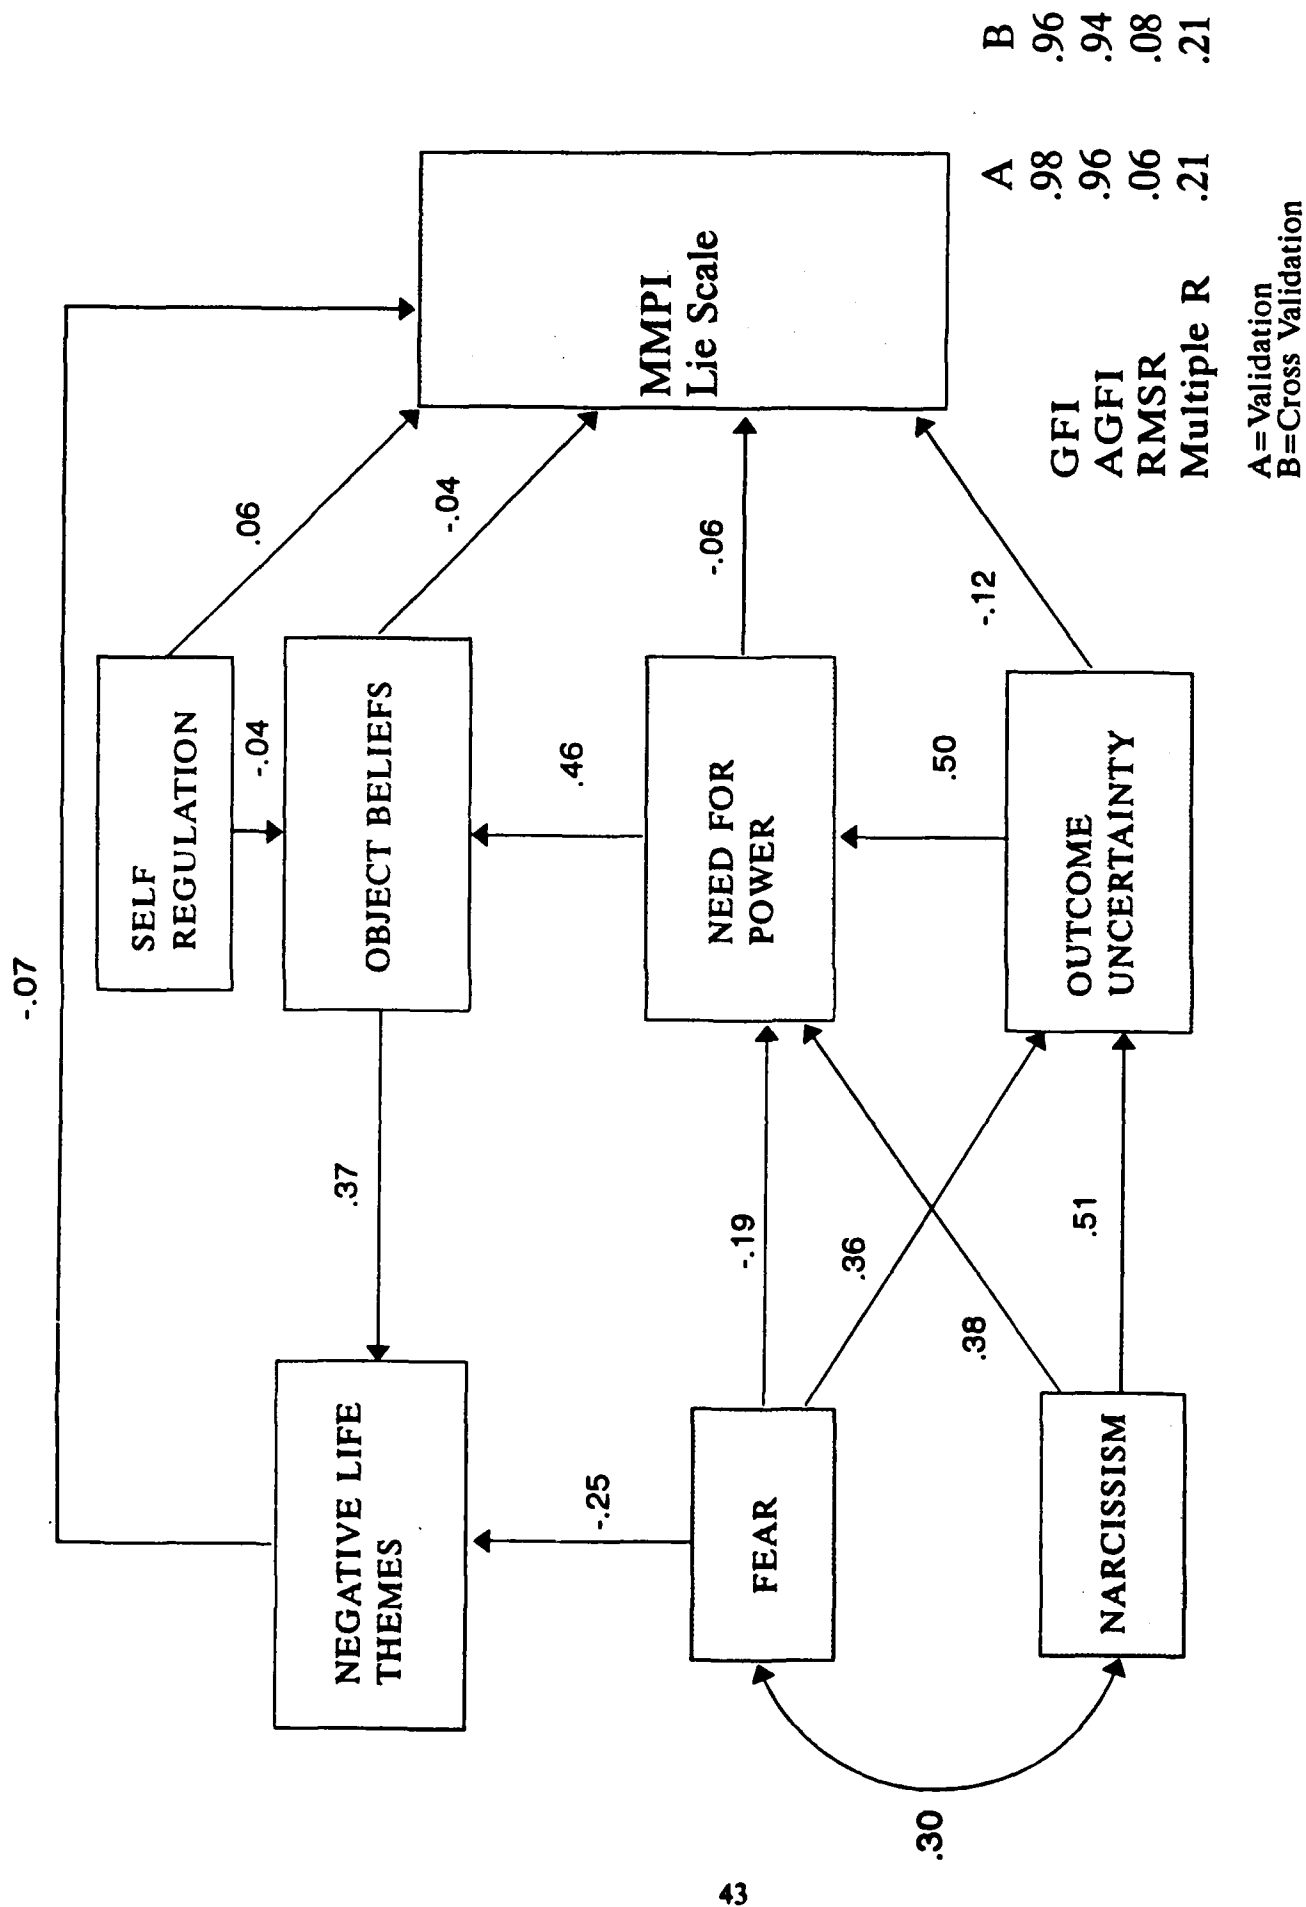 -.07
SELF
REGULATION
.06
-.04
NEGATIVE LIFE
THEMES
.37
OBJECT BELIEFS
-.04
MMPI
Lie Scale
-.25
.46
FEAR
-.19
NEED FOR
POWER
-.06
.36
.30
.38
.50
-.12
NARCISSISM
.51
OUTCOME
UNCERTAINTY
A B
GFI .98 .96
AGFI .96 .94
RMSR .06 .08
Multiple R .21 .21
A=Validation
B=Cross Validation
43